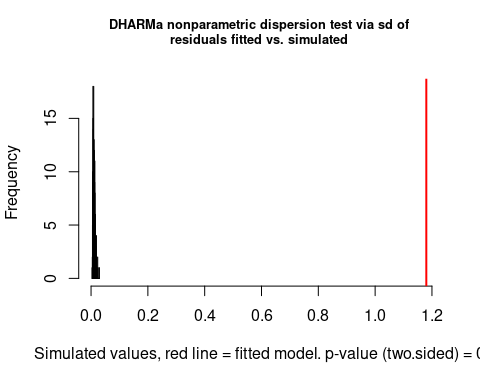 DHARMa nonparametric dispersion test via sd of
residuals fitted vs. simulated
Frequency
15
10
5
0
0.0 0.2 0.4 0.6 0.8 1.0 1.2
Simulated values, red line = fitted model. p-value (two.sided) =